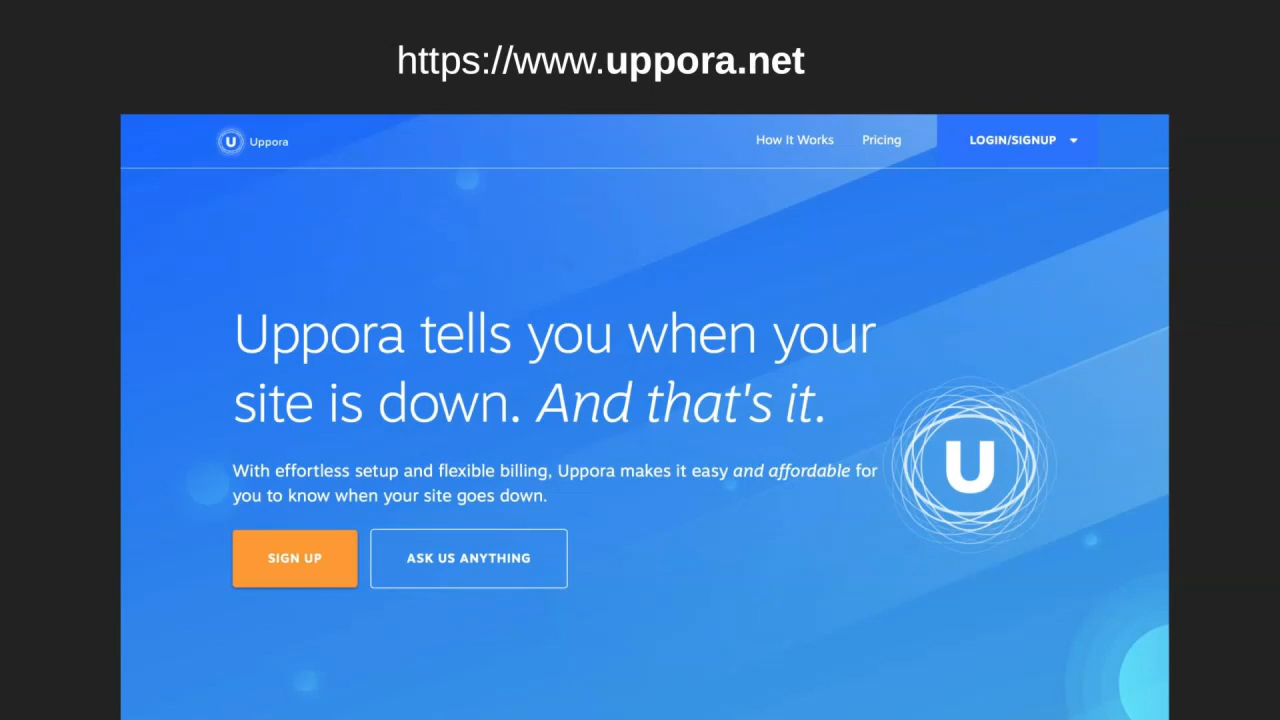 https://www.uppora.net
U Uppora
How It Works
Pricing
LOGIN/SIGNUP
Uppora tells you when your
site is down. And that's it.
With effortless setup and flexible billing, Uppora makes it easy and affordable for
you to know when your site goes down.
SIGN UP
ASK US ANYTHING
U